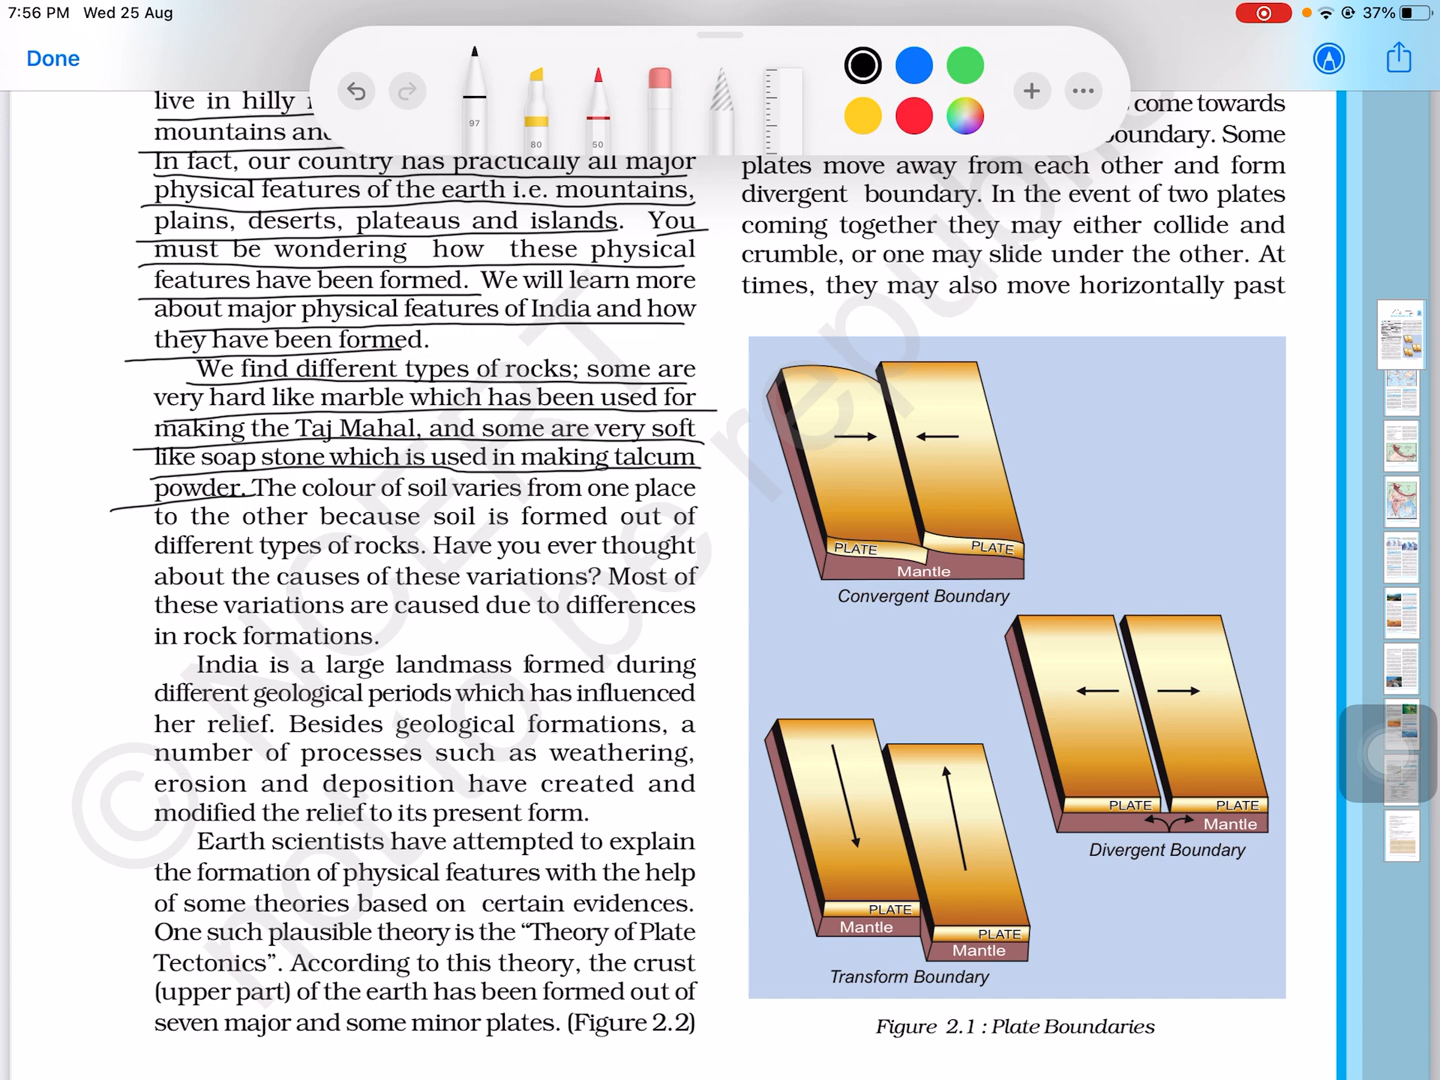 7:56 PM Wed 25 Aug
37%
Done
97
80
50
live in hilly
mountains and
In fact, our country has practically all major
physical features of the earth i.e. mountains,
plains, deserts, plateaus and islands. You
must be wondering how these physical
features have been formed. We will learn more
about major physical features of India and how
they have been formed.
We find different types of rocks; some are
very hard like marble which has been used for
making the Taj Mahal, and some are very soft
like soap stone which is used in making talcum
powder. The colour of soil varies from one place
to the other because soil is formed out of
different types of rocks. Have you ever thought
about the causes of these variations? Most of
these variations are caused due to differences
in rock formations.
India is a large landmass formed during
different geological periods which has influenced
her relief. Besides geological formations, a
number of processes such as weathering,
erosion and deposition have created and
modified the relief to its present form.
Earth scientists have attempted to explain
the formation of physical features with the help
of some theories based on certain evidences.
One such plausible theory is the “Theory of Plate
Tectonics”. According to this theory, the crust
(upper part) of the earth has been formed out of
seven major and some minor plates. (Figure 2.2)
come towards
boundary. Some
plates move away from each other and form
divergent boundary. In the event of two plates
coming together they may either collide and
crumble, or one may slide under the other. At
times, they may also move horizontally past
PLATE
PLATE
Mantle
Convergent Boundary
PLATE
PLATE
Mantle
Divergent Boundary
PLATE
Mantle
PLATE
Mantle
Transform Boundary
Figure 2.1 : Plate Boundaries
© NCERT
not to be republi